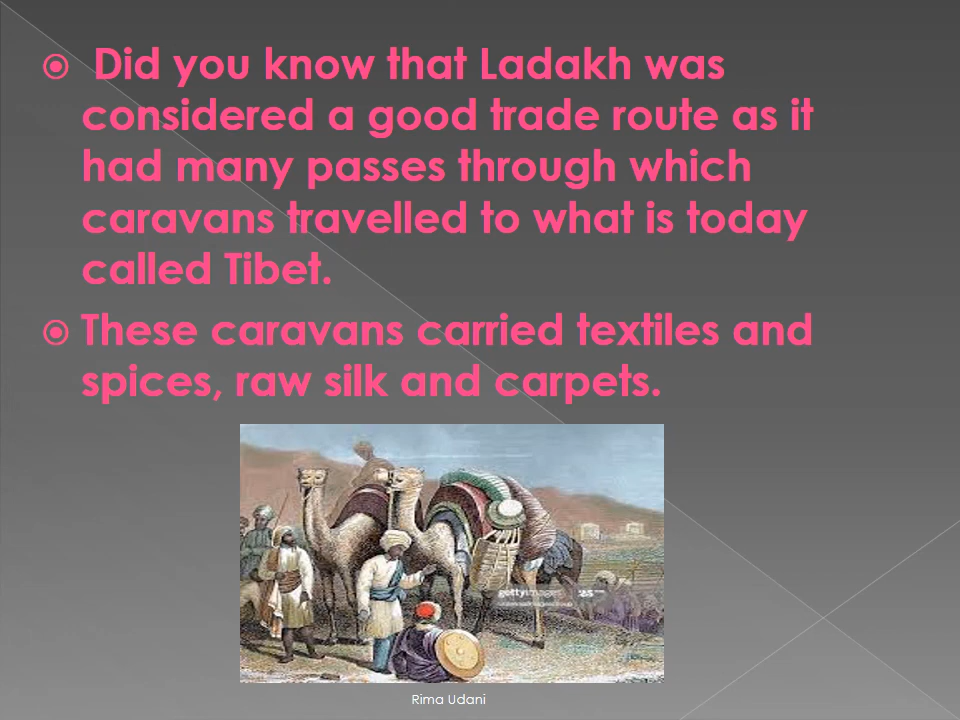 Did you know that Ladakh was
considered a good trade route as it
had many passes through which
caravans travelled to what is today
called Tibet.
These caravans carried textiles and
spices, raw silk and carpets.
gettyimages
Rima Udani